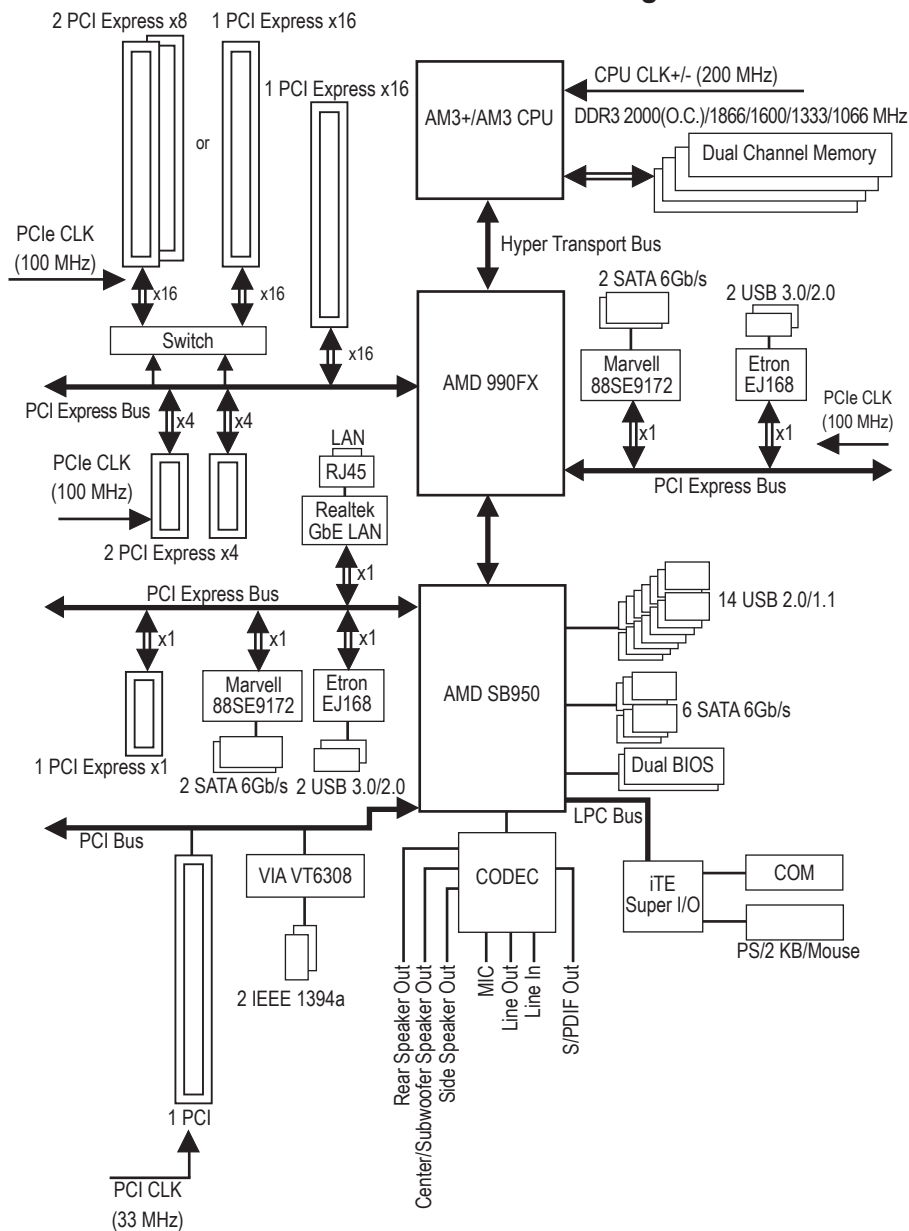 2 PCI Express x8
1 PCI Express x16
1 PCI Express x16
or
CPU CLK+/- (200 MHz)
AM3+/AM3 CPU
DDR3 2000(O.C.)/1866/1600/1333/1066 MHz
Dual Channel Memory
PCIe CLK
(100 MHz)
Hyper Transport Bus
x16
x16
Switch
x16
2 SATA 6Gb/s
2 USB 3.0/2.0
AMD 990FX
Marvell
88SE9172
Etron
EJ168
PCI Express Bus
PCIe CLK
(100 MHz)
x4
x4
x1
x1
LAN
RJ45
PCIe CLK
(100 MHz)
PCI Express Bus
Realtek
GbE LAN
2 PCI Express x4
x1
PCI Express Bus
14 USB 2.0/1.1
x1
x1
x1
Marvell
88SE9172
Etron
EJ168
AMD SB950
6 SATA 6Gb/s
1 PCI Express x1
2 SATA 6Gb/s
2 USB 3.0/2.0
Dual BIOS
LPC Bus
PCI Bus
VIA VT6308
CODEC
iTE
Super I/O
COM
PS/2 KB/Mouse
2 IEEE 1394a
Rear Speaker Out
Center/Subwoofer Speaker Out
Side Speaker Out
MIC
Line Out
Line In
S/PDIF Out
1 PCI
PCI CLK
(33 MHz)